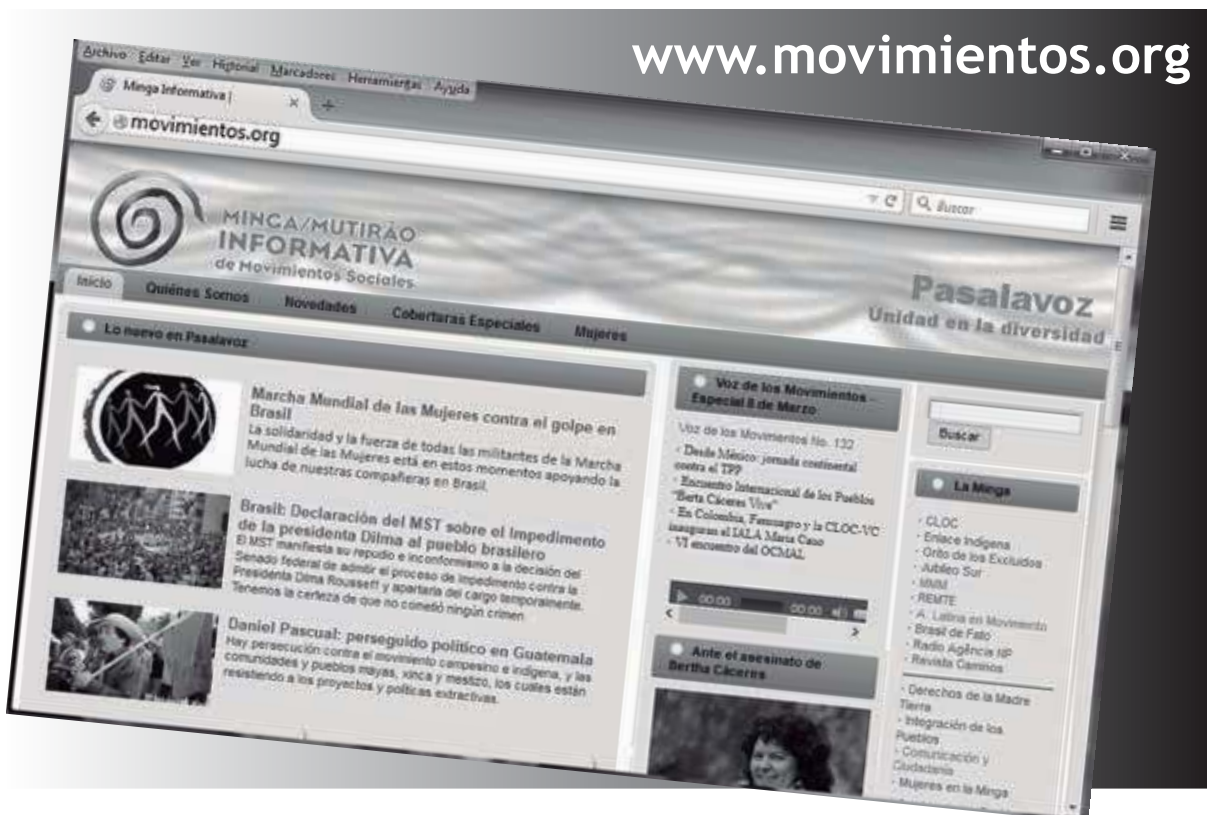 www.movimientos.org
Archivo Editar Ver Historial Marcadores Herramientas Ayuda
Minga Informativa |
movimientos.org
Buscar
MINGA/MUTIRÃO
INFORMATIVA
de Movimientos Sociales
Pasalavoz
Unidad en la diversidad
Inicio Quiénes Somos Novedades Coberturas Especiales Mujeres
Lo nuevo en Pasalavoz
Marcha Mundial de las Mujeres contra el golpe en
Brasil
La solidaridad y la fuerza de todas las militantes de la Marcha
Mundial de las Mujeres está en estos momentos apoyando la
lucha de nuestras compañeras en Brasil.
Brasil: Declaración del MST sobre el Impedimento
de la presidenta Dilma al pueblo brasilero
El MST manifiesta su repudio e inconformismo a la decisión del
Senado federal de admitir el proceso de impedimento contra la
Presidenta Dilma Rousseff y apartarla del cargo temporalmente.
Tenemos la certeza de que no cometió ningún crimen
Daniel Pascual: perseguido político en Guatemala
Hay persecución contra el movimiento campesino e indígena, y las
comunidades y pueblos mayas, xinca y mestizo, los cuales están
resistiendo a los proyectos y políticas extractivas.
Voz de los Movimientos -
Especial 8 de Marzo
Voz de los Movimientos No. 132
- Desde México: jornada continental
contra el TPP
- Encuentro Internacional de los Pueblos
"Berta Cáceres Vive"
- En Colombia, Fensuagro y la CLOC-VC
inauguran el IALA María Cano
- VI encuentro del OCMAL
00:00 00:00
Ante el asesinato de
Bertha Cáceres
Buscar
La Minga
- CLOC
- Enlace Indígena
- Grito de los Excluidos
- Jubileo Sur
- MMM
- REMTE
- A. Latina en Movimiento
- Brasil de Fato
- Radio Agência NP
- Revista Caminos
- Derechos de la Madre
Tierra
- Integración de los
Pueblos
- Comunicación y
Ciudadanía
- Mujeres en la Minga